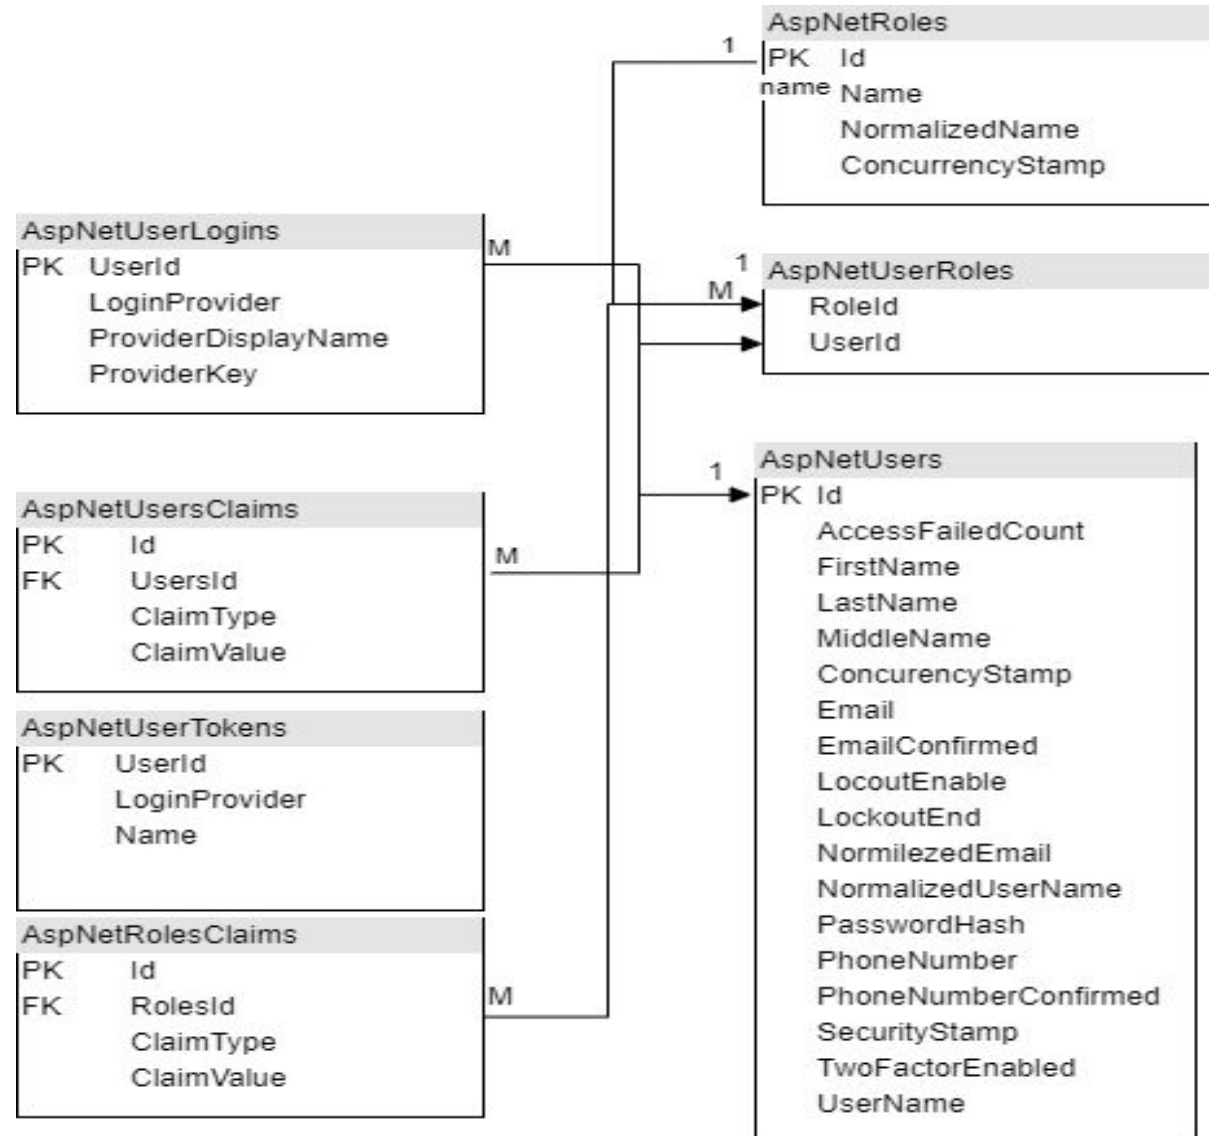 AspNetRoles
1
PK Id
name Name
NormalizedName
ConcurrencyStamp
AspNetUserLogins
M
PK UserId
LoginProvider
ProviderDisplayName
ProviderKey
1
AspNetUserRoles
M
RoleId
UserId
AspNetUsersClaims
PK Id
FK UsersId
ClaimType
ClaimValue
M
AspNetUserTokens
PK UserId
LoginProvider
Name
AspNetRolesClaims
PK Id
FK RolesId
ClaimType
ClaimValue
M
AspNetUsers
1
PK Id
AccessFailedCount
FirstName
LastName
MiddleName
ConcurencyStamp
Email
EmailConfirmed
LocoutEnable
LockoutEnd
NormilezedEmail
NormalizedUserName
PasswordHash
PhoneNumber
PhoneNumberConfirmed
SecurityStamp
TwoFactorEnabled
UserName